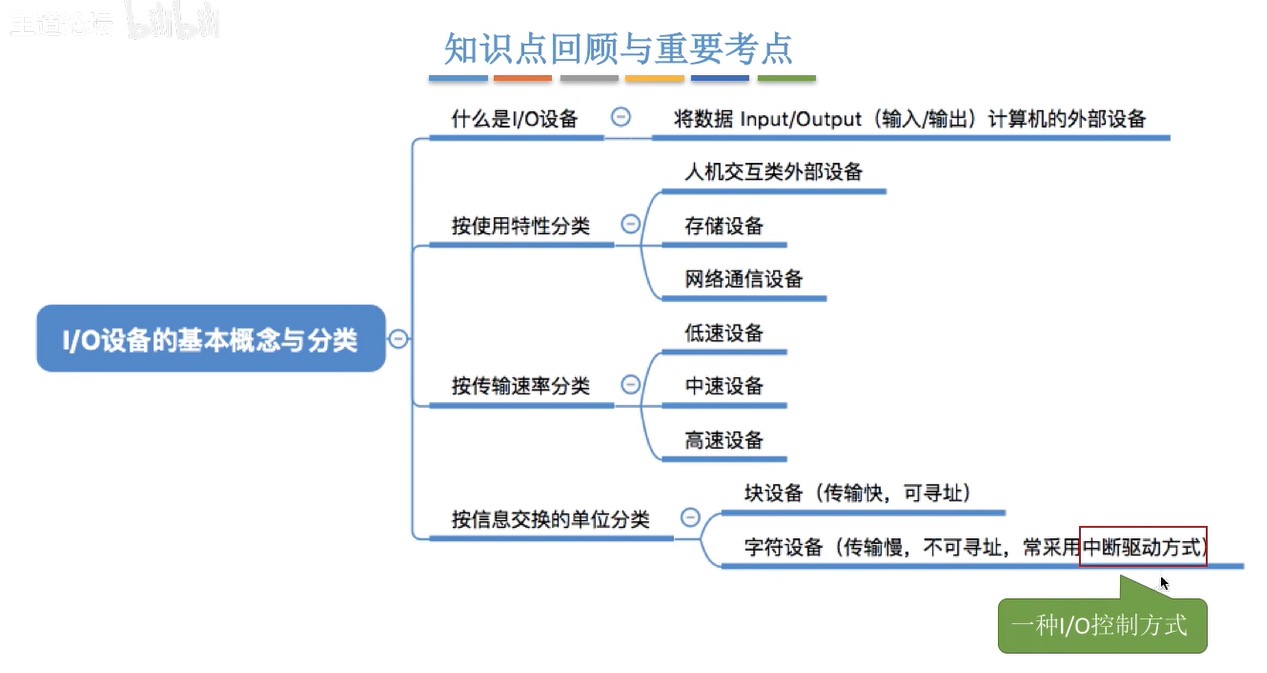 王道论坛 bilibili
知识点回顾与重要考点
什么是I/O设备
将数据 Input/Output（输入/输出）计算机的外部设备
人机交互类外部设备
按使用特性分类
存储设备
网络通信设备
I/O设备的基本概念与分类
低速设备
按传输速率分类
中速设备
高速设备
块设备（传输快，可寻址）
按信息交换的单位分类
字符设备（传输慢，不可寻址，常采用中断驱动方式）
一种I/O控制方式